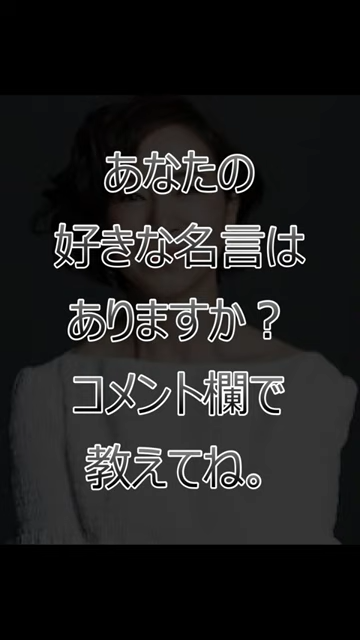 あなたの
好きな名言は
ありますか？
コメント欄で
教えてね。